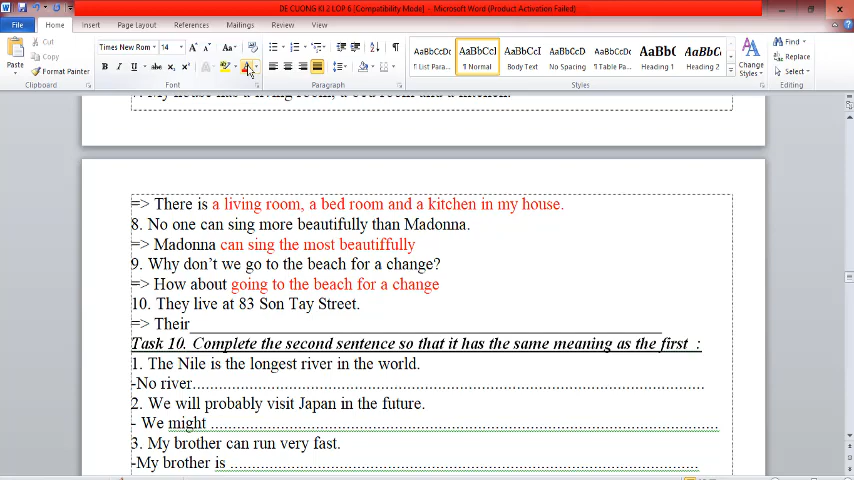 DE CUONG KI 2 LOP 6 [Compatibility Mode] - Microsoft Word (Product Activation Failed)
File Home Insert Page Layout References Mailings Review View
Paste Cut Copy Format Painter Clipboard
Times New Rom 14 Font
Paragraph
AaBbCcDc AaBbCcI AaBbCcDc AaBbCcDc AaBbCcDc AaBbC AaBbCc
¶ List Para... ¶ Normal Body Text No Spacing ¶ Table Pa... Heading 1 Heading 2
Change Styles Styles
Find Replace Select Editing
=> There is a living room, a bed room and a kitchen in my house.
8. No one can sing more beautifully than Madonna.
=> Madonna can sing the most beautiffully
9. Why don’t we go to the beach for a change?
=> How about going to the beach for a change
10. They live at 83 Son Tay Street.
=> Their
Task 10. Complete the second sentence so that it has the same meaning as the first :
1. The Nile is the longest river in the world.
-No river
2. We will probably visit Japan in the future.
- We might
3. My brother can run very fast.
-My brother is